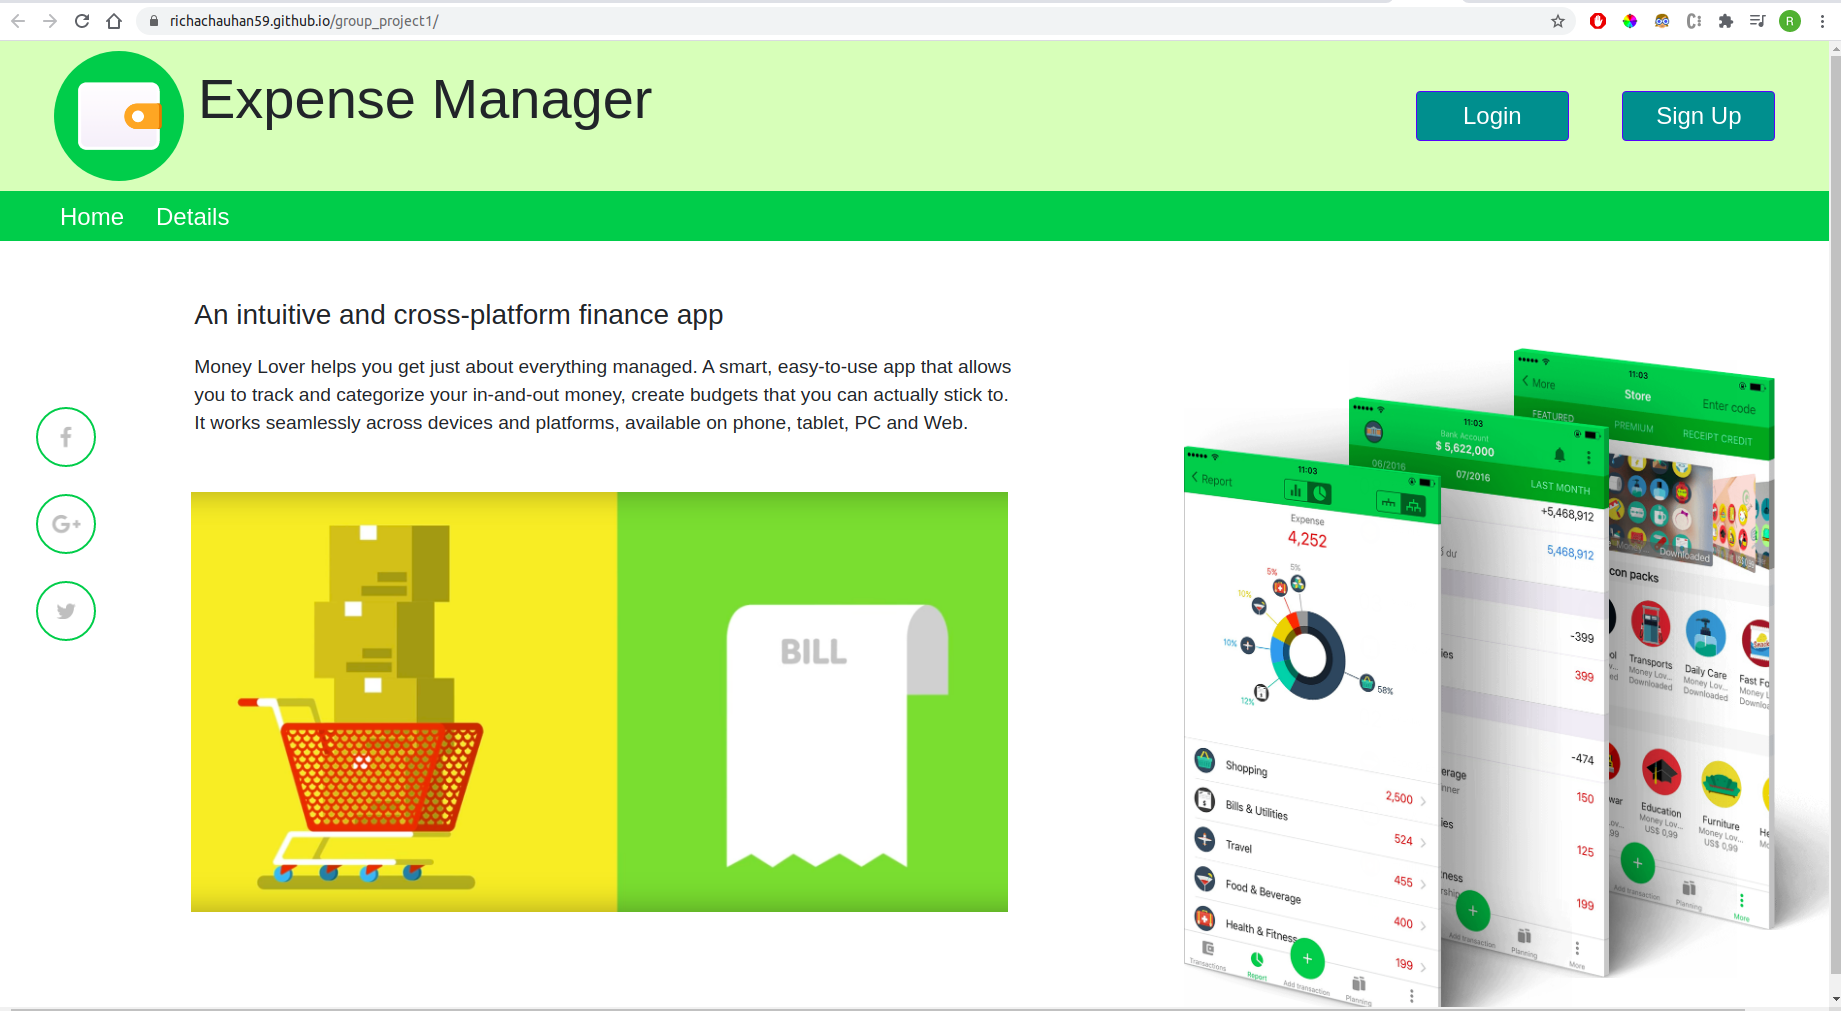 richachauhan59.github.io/group_project1/
R
Expense Manager
Login
Sign Up
Home
Details
An intuitive and cross-platform finance app
Money Lover helps you get just about everything managed. A smart, easy-to-use app that allows
you to track and categorize your in-and-out money, create budgets that you can actually stick to.
It works seamlessly across devices and platforms, available on phone, tablet, PC and Web.
G+
BILL
11:03
Report
Expense
4,252
5%
5%
10%
10%
12%
58%
Shopping
2,500
Bills & Utilities
524
Travel
455
Food & Beverage
400
Health & Fitness
199
Transactions
Report
Add transaction
Planning
11:03
Bank Account
$ 5,622,000
06/2016
07/2016
LAST MONTH
+5,468,912
dư
5,468,912
-399
ies
399
-474
erage
nner
150
ies
125
ness
199
Add transaction
Planning
More
11:03
More
Store
Enter code
FEATURED
PREMIUM
RECEIPT CREDIT
Downloaded
con packs
Transports
Money Lov...
Downloaded
Daily Care
Money Lov...
Downloaded
Fast Fo
Money L
Downlo
Education
Money Lov...
US$ 0,99
Furniture
Money Lov...
US$ 0,99
He
Add transaction
Planning
More